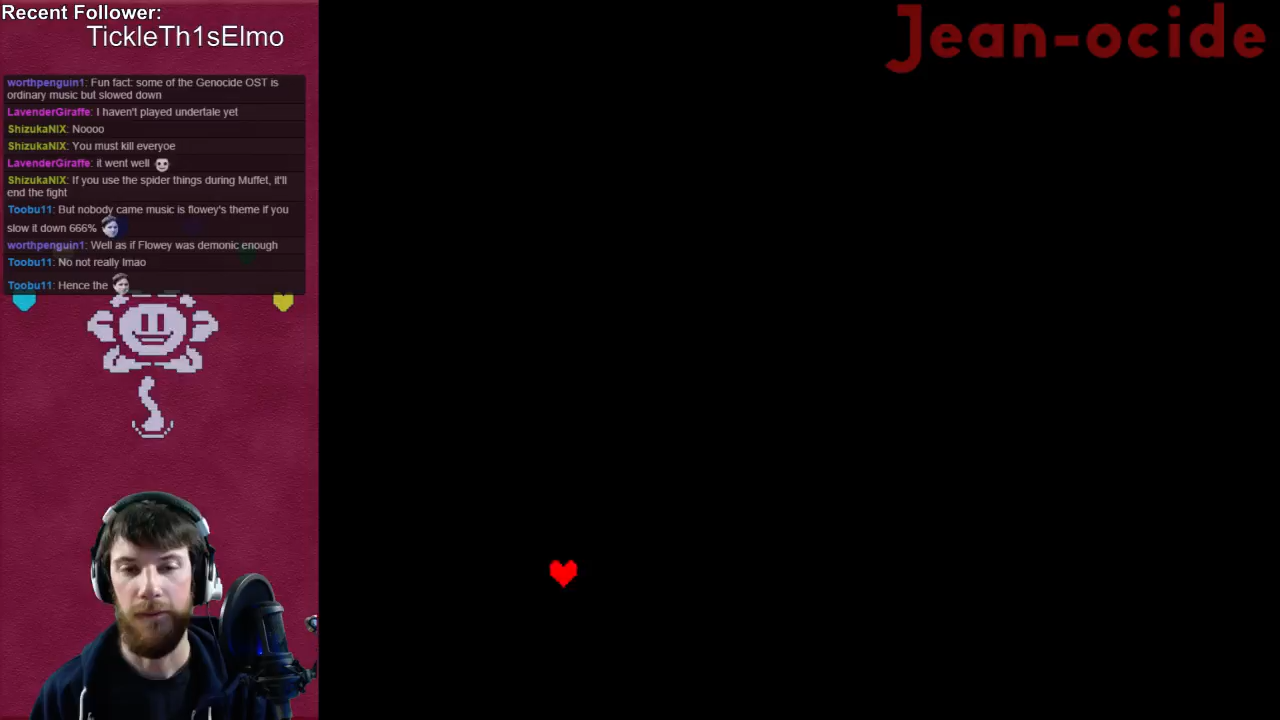 Recent Follower:
TickleTh1sElmo
Jean-ocide
worthpenguin1: Fun fact: some of the Genocide OST is
ordinary music but slowed down
LavenderGiraffe: I haven't played undertale yet
ShizukaNIX: Noooo
ShizukaNIX: You must kill everyoe
LavenderGiraffe: it went well
ShizukaNIX: If you use the spider things during Muffet, it'll
end the fight
Toobu11: But nobody came music is flowey's theme if you
slow it down 666%
worthpenguin1: Well as if Flowey was demonic enough
Toobu11: No not really lmao
Toobu11: Hence the